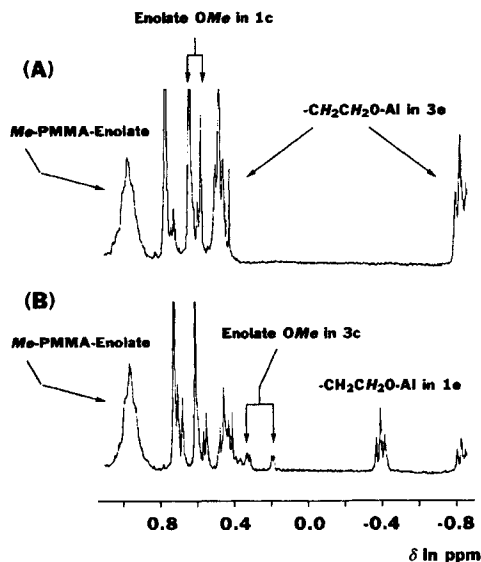 Enolate OMe in 1c
(A)
-CH2CH2O-Al in 3e
Me-PMMA-Enolate
(B)
Enolate OMe in 3c
Me-PMMA-Enolate
-CH2CH2O-Al in 1e
0.8 0.4 0.0 -0.4 -0.8
δ in ppm